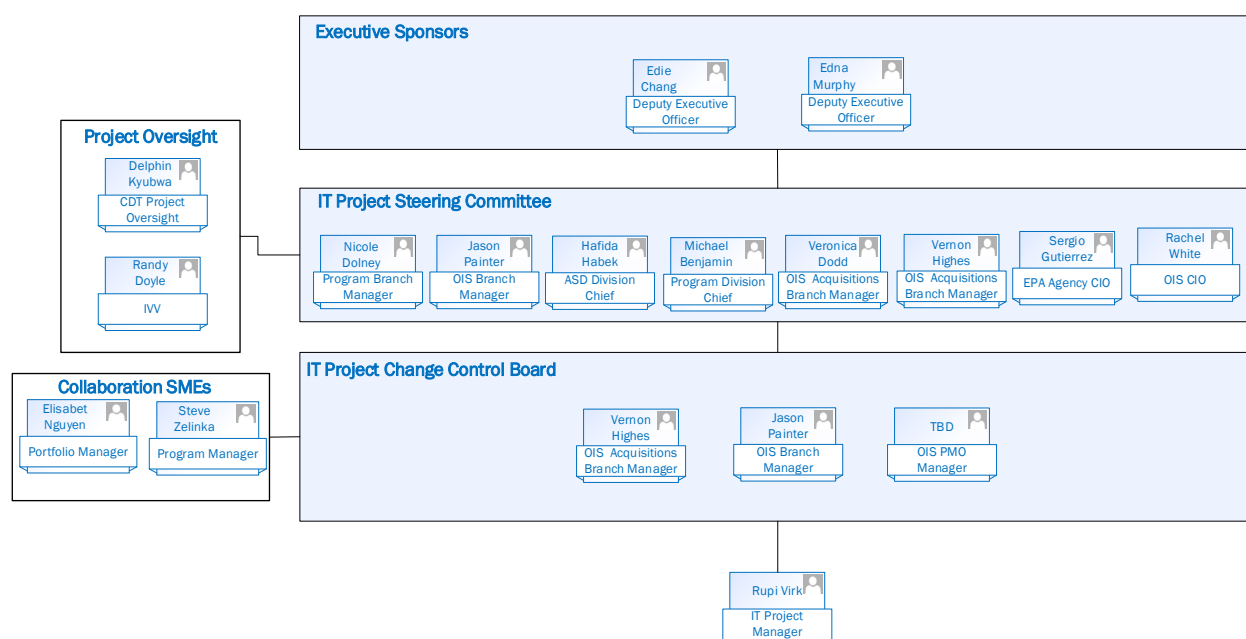 Executive Sponsors
Edie
Chang
Deputy Executive
Officer
Edna
Murphy
Deputy Executive
Officer
Project Oversight
Delphin
Kyubwa
CDT Project
Oversight
Randy
Doyle
IVV
IT Project Steering Committee
Nicole
Dolney
Program Branch
Manager
Jason
Painter
OIS Branch
Manager
Hafida
Habek
ASD Division
Chief
Michael
Benjamin
Program Division
Chief
Veronica
Dodd
OIS Acquisitions
Branch Manager
Vernon
Highes
OIS Acquisitions
Branch Manager
Sergio
Gutierrez
EPA Agency CIO
Rachel
White
OIS CIO
Collaboration SMEs
Elisabet
Nguyen
Portfolio Manager
Steve
Zelinka
Program Manager
IT Project Change Control Board
Vernon
Highes
OIS Acquisitions
Branch Manager
Jason
Painter
OIS Branch
Manager
TBD
OIS PMO
Manager
Rupi Virk
IT Project
Manager